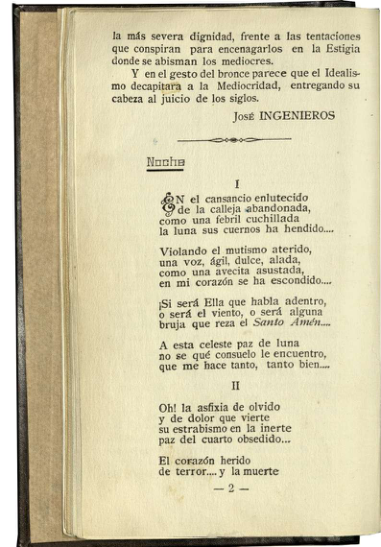 la más severa dignidad, frente a las tentaciones
que conspiran para encenagarlos en la Estigia
donde se abisman los mediocres.
Y en el gesto del bronce parece que el Idealis-
mo decapitara a la Mediocridad, entregando su
cabeza al juicio de los siglos.
José INGENIEROS
Noche
I
EN el cansancio enlutecido
de la calleja abandonada,
como una febril cuchillada
la luna sus cuernos ha hendido....
Violando el mutismo aterido,
una voz, ágil, dulce, alada,
como una avecita asustada,
en mi corazón se ha escondido....
¡Si será Ella que habla adentro,
o será el viento, o será alguna
bruja que reza el Santo Amén....
A esta celeste paz de luna
no se qué consuelo le encuentro,
que me hace tanto, tanto bien....
II
Oh! la asfixia de olvido
y de dolor que vierte
su estrabismo en la inerte
paz del cuarto obsedido...
El corazón herido
de terror.... y la muerte
— 2 —